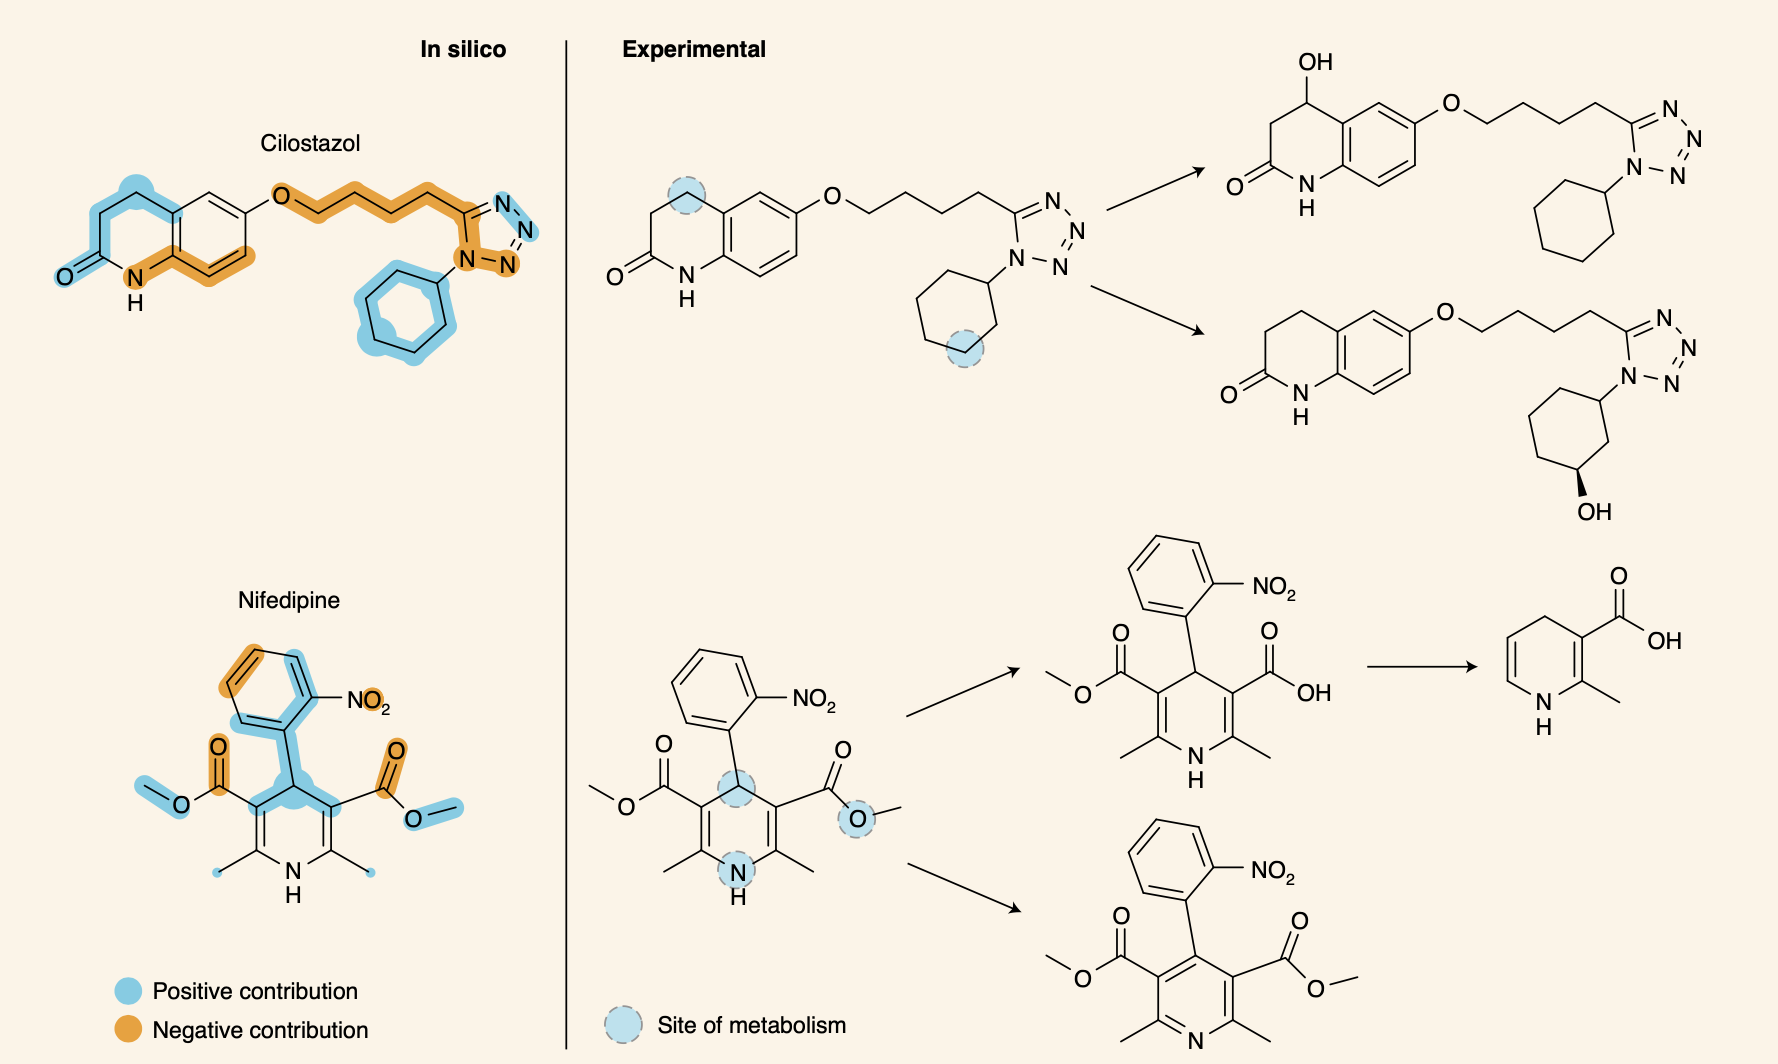 In silico
Experimental
Cilostazol
O
N
H
O
N
N
N
N
O
N
H
O
N
N
N
N
OH
O
N
H
O
N
N
N
N
O
N
H
O
N
N
N
N
OH
Nifedipine
NO2
O
O
O
O
N
H
NO2
O
O
O
O
N
H
NO2
O
O
O
OH
N
H
O
OH
N
H
NO2
O
O
O
O
N
Positive contribution
Negative contribution
Site of metabolism